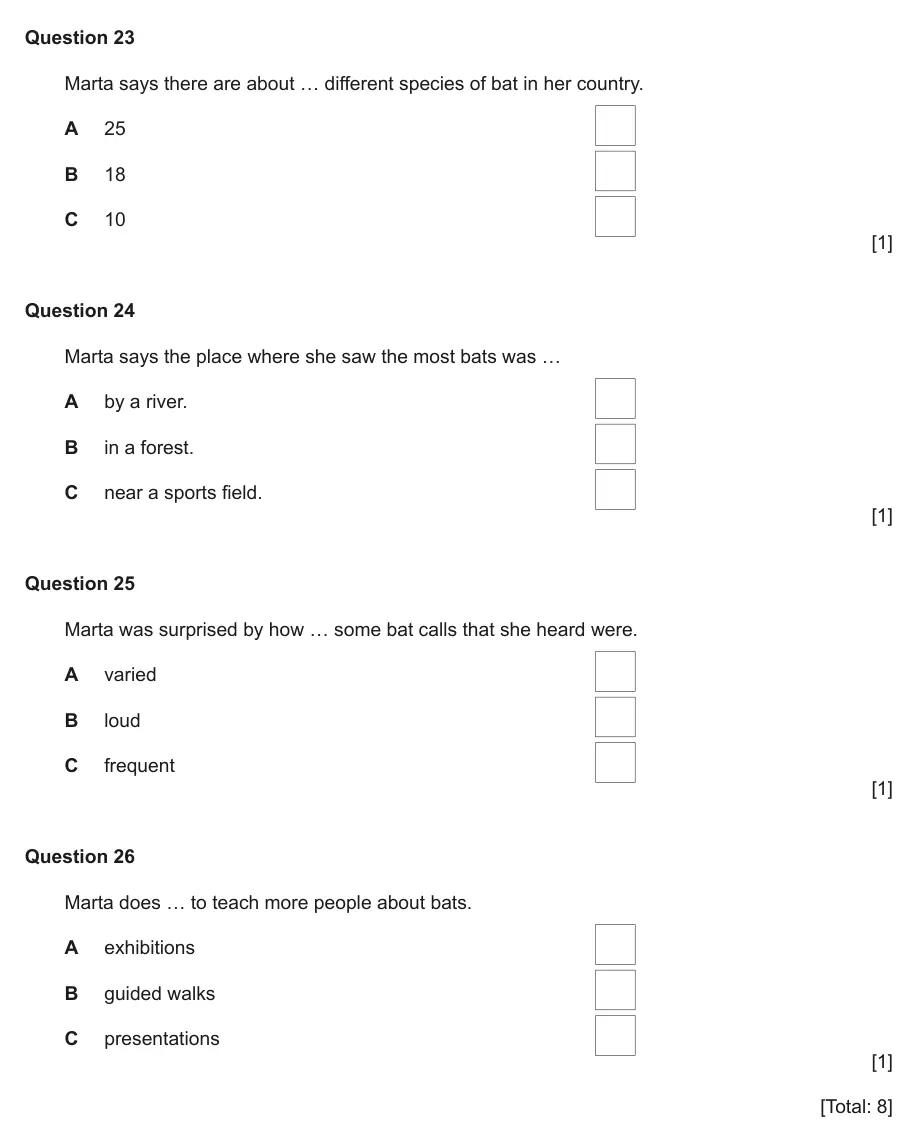 Question 23
Marta says there are about … different species of bat in her country.
A 25
B 18
C 10
[1]
Question 24
Marta says the place where she saw the most bats was …
A by a river.
B in a forest.
C near a sports field.
[1]
Question 25
Marta was surprised by how … some bat calls that she heard were.
A varied
B loud
C frequent
[1]
Question 26
Marta does … to teach more people about bats.
A exhibitions
B guided walks
C presentations
[1]
[Total: 8]